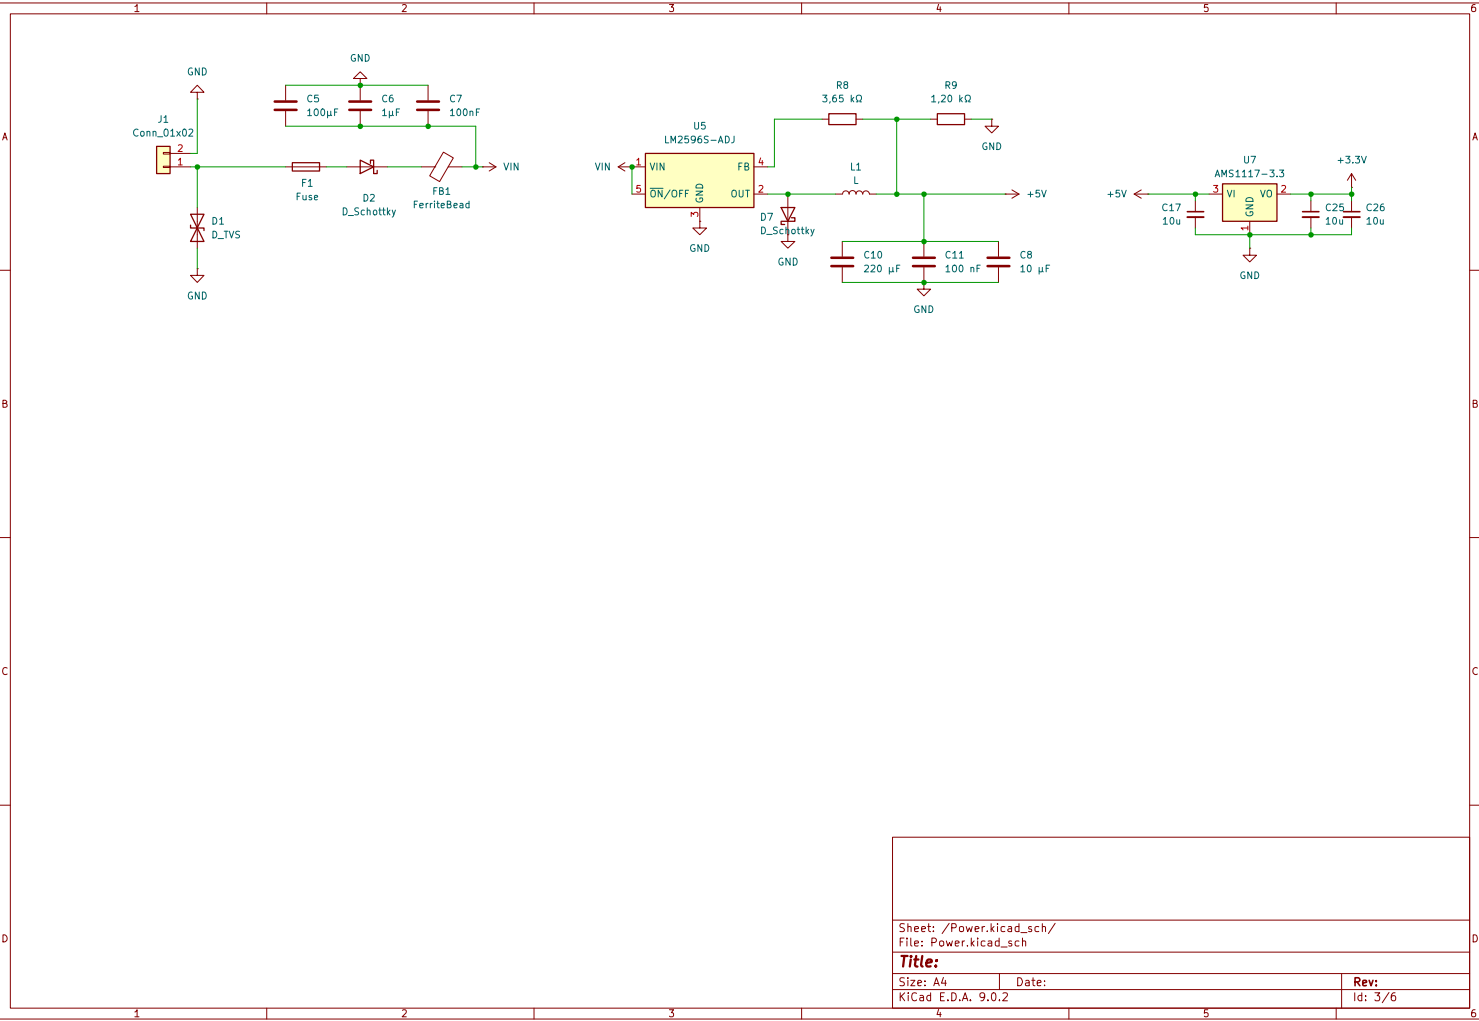 1 2 3 4 5 6
A A
B B
C C
D D
GND
J1
Conn_01x02
2
1
GND
C5
100µF
C6
1µF
C7
100nF
F1
Fuse
D2
D_Schottky
FB1
FerriteBead
VIN
D1
D_TVS
GND
U5
LM2596S-ADJ
VIN
1
VIN
FB
4
5
ON/OFF
GND
OUT
2
3
GND
R8
3,65 kΩ
R9
1,20 kΩ
GND
L1
L
+5V
D7
D_Schottky
GND
C10
220 µF
C11
100 nF
C8
10 µF
GND
U7
AMS1117-3.3
+5V
3
VI
VO
2
GND
1
+3.3V
C17
10u
C25
10u
C26
10u
GND
Sheet: /Power.kicad_sch/
File: Power.kicad_sch
Title:
Size: A4 Date: Rev:
KiCad E.D.A. 9.0.2 Id: 3/6
1 2 3 4 5 6